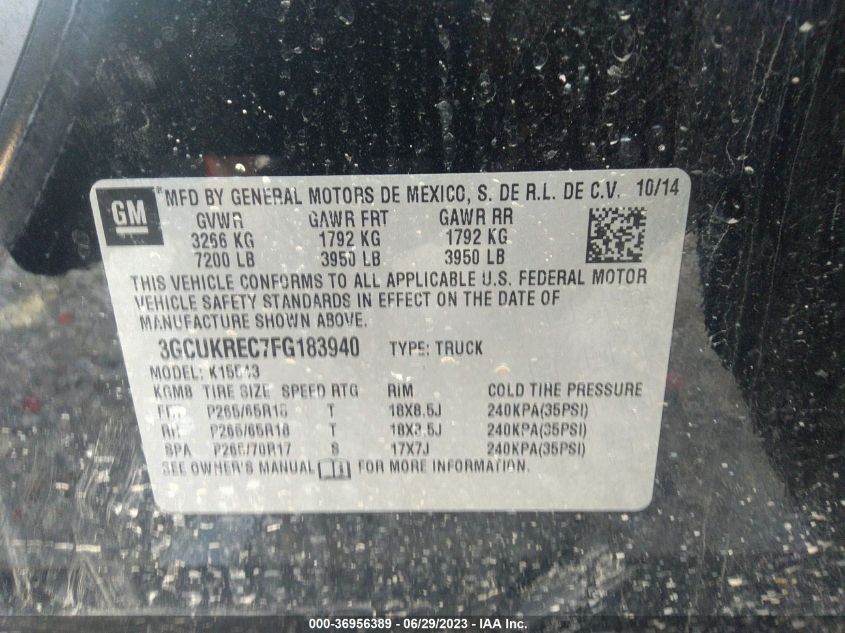 GM ® MFD BY GENERAL MOTORS DE MEXICO, S. DE R.L. DE C.V. 10/14
GVWR GAWR FRT GAWR RR
3266 KG 1792 KG 1792 KG
7200 LB 3950 LB 3950 LB
THIS VEHICLE CONFORMS TO ALL APPLICABLE U.S. FEDERAL MOTOR
VEHICLE SAFETY STANDARDS IN EFFECT ON THE DATE OF
MANUFACTURE SHOWN ABOVE.
3GCUKREC7FG183940 TYPE: TRUCK
MODEL: K15543
TIRE SIZE SPEED RTG RIM COLD TIRE PRESSURE
FRT P265/65R18 T 18X8.5J 240KPA(35PSI)
RR P265/65R18 T 18X8.5J 240KPA(35PSI)
SPA P265/70R17 S 17X7J 240KPA(35PSI)
SEE OWNER'S MANUAL FOR MORE INFORMATION.
000-36956389 - 06/29/2023 - IAA Inc.